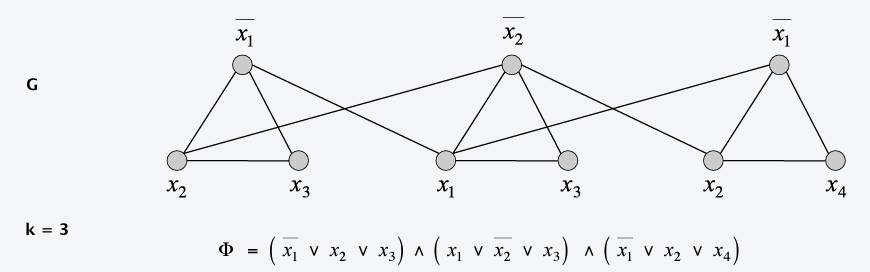 x̅₁ x̅₂ x̅₁
G
x₂ x₃ x₁ x₃ x₂ x₄
k = 3
Φ = ( x̅₁ ∨ x₂ ∨ x₃ ) ∧ ( x₁ ∨ x̅₂ ∨ x₃ ) ∧ ( x̅₁ ∨ x₂ ∨ x₄ )